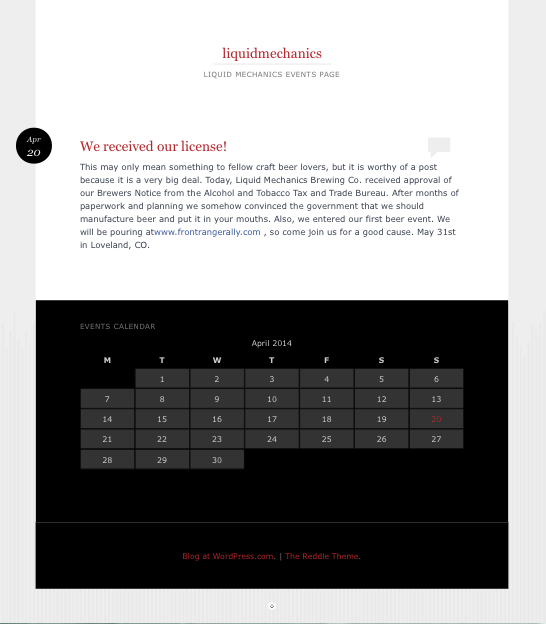 liquidmechanics
LIQUID MECHANICS EVENTS PAGE
Apr
20
We received our license!
This may only mean something to fellow craft beer lovers, but it is worthy of a post
because it is a very big deal. Today, Liquid Mechanics Brewing Co. received approval of
our Brewers Notice from the Alcohol and Tobacco Tax and Trade Bureau. After months of
paperwork and planning we somehow convinced the government that we should
manufacture beer and put it in your mouths. Also, we entered our first beer event. We
will be pouring atwww.frontrangerally.com , so come join us for a good cause. May 31st
in Loveland, CO.
EVENTS CALENDAR
April 2014
M T W T F S S
1 2 3 4 5 6
7 8 9 10 11 12 13
14 15 16 17 18 19 20
21 22 23 24 25 26 27
28 29 30
Blog at WordPress.com. | The Reddle Theme.